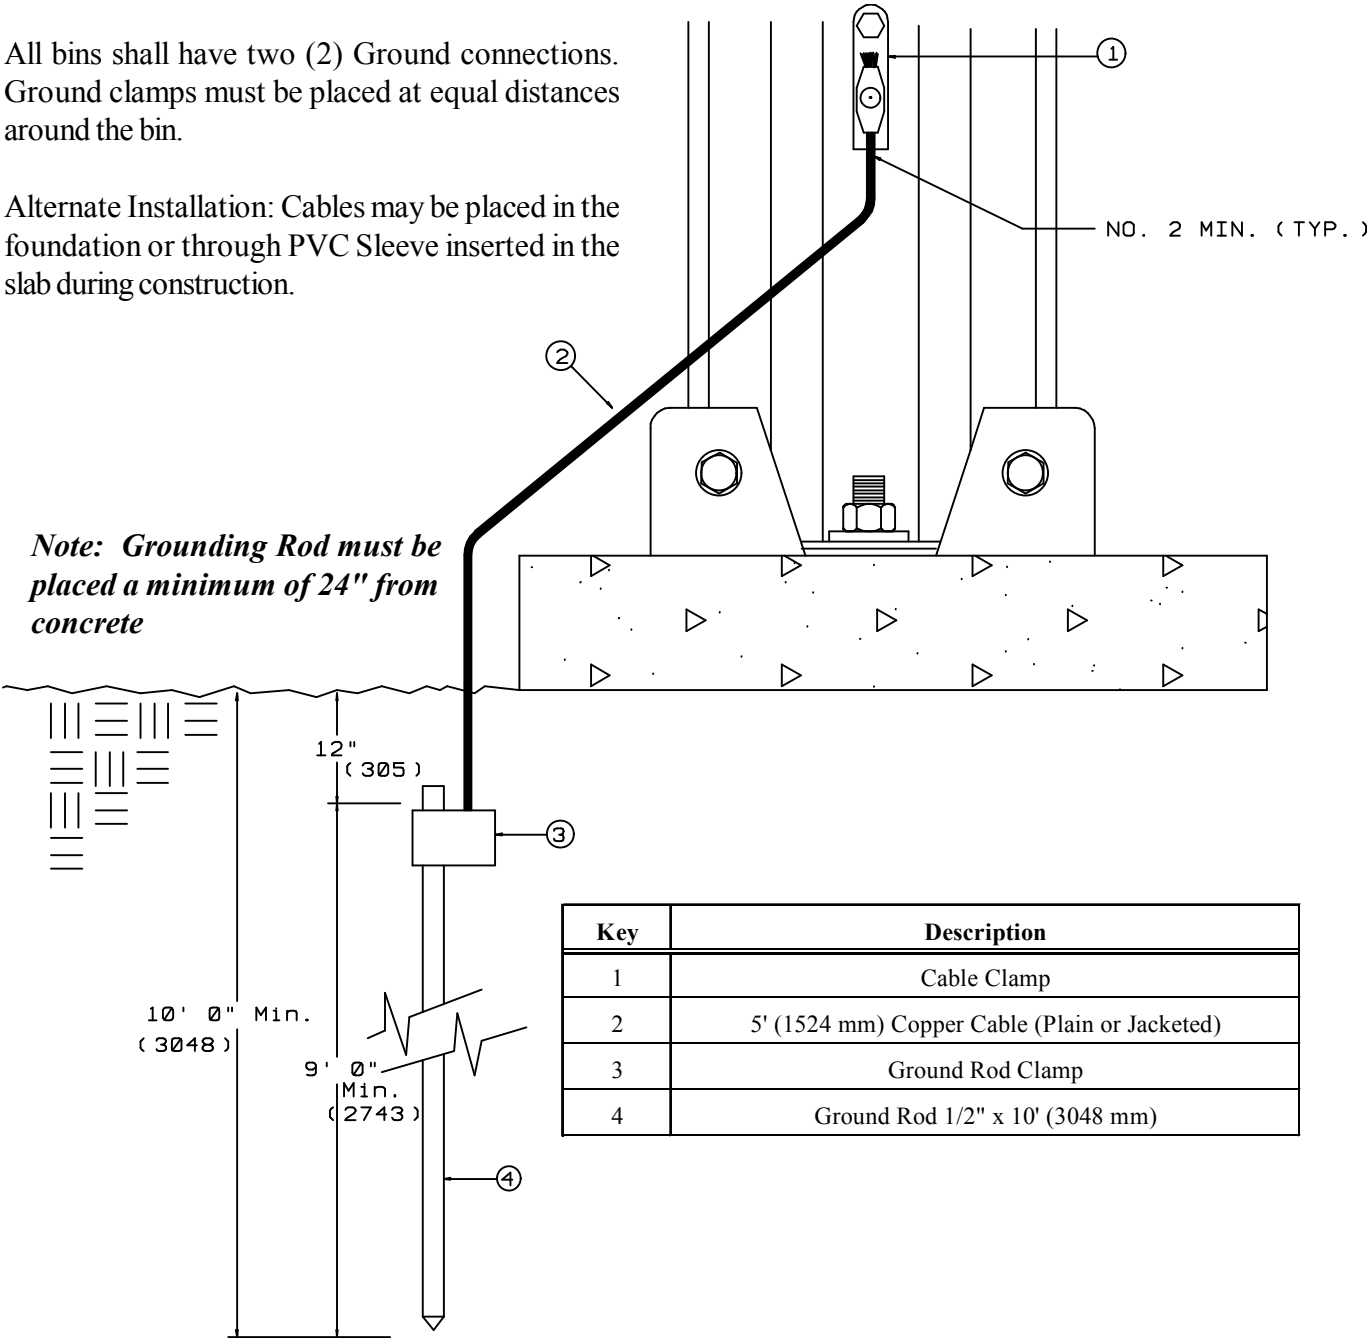 All bins shall have two (2) Ground connections.
Ground clamps must be placed at equal distances
around the bin.
Alternate Installation: Cables may be placed in the
foundation or through PVC Sleeve inserted in the
slab during construction.
1
NO. 2 MIN. (TYP.)
2
Note: Grounding Rod must be
placed a minimum of 24" from
concrete
12"
(305)
3
10' 0" Min.
(3048)
9' 0"
Min.
(2743)
4
Key Description
1 Cable Clamp
2 5' (1524 mm) Copper Cable (Plain or Jacketed)
3 Ground Rod Clamp
4 Ground Rod 1/2" x 10' (3048 mm)